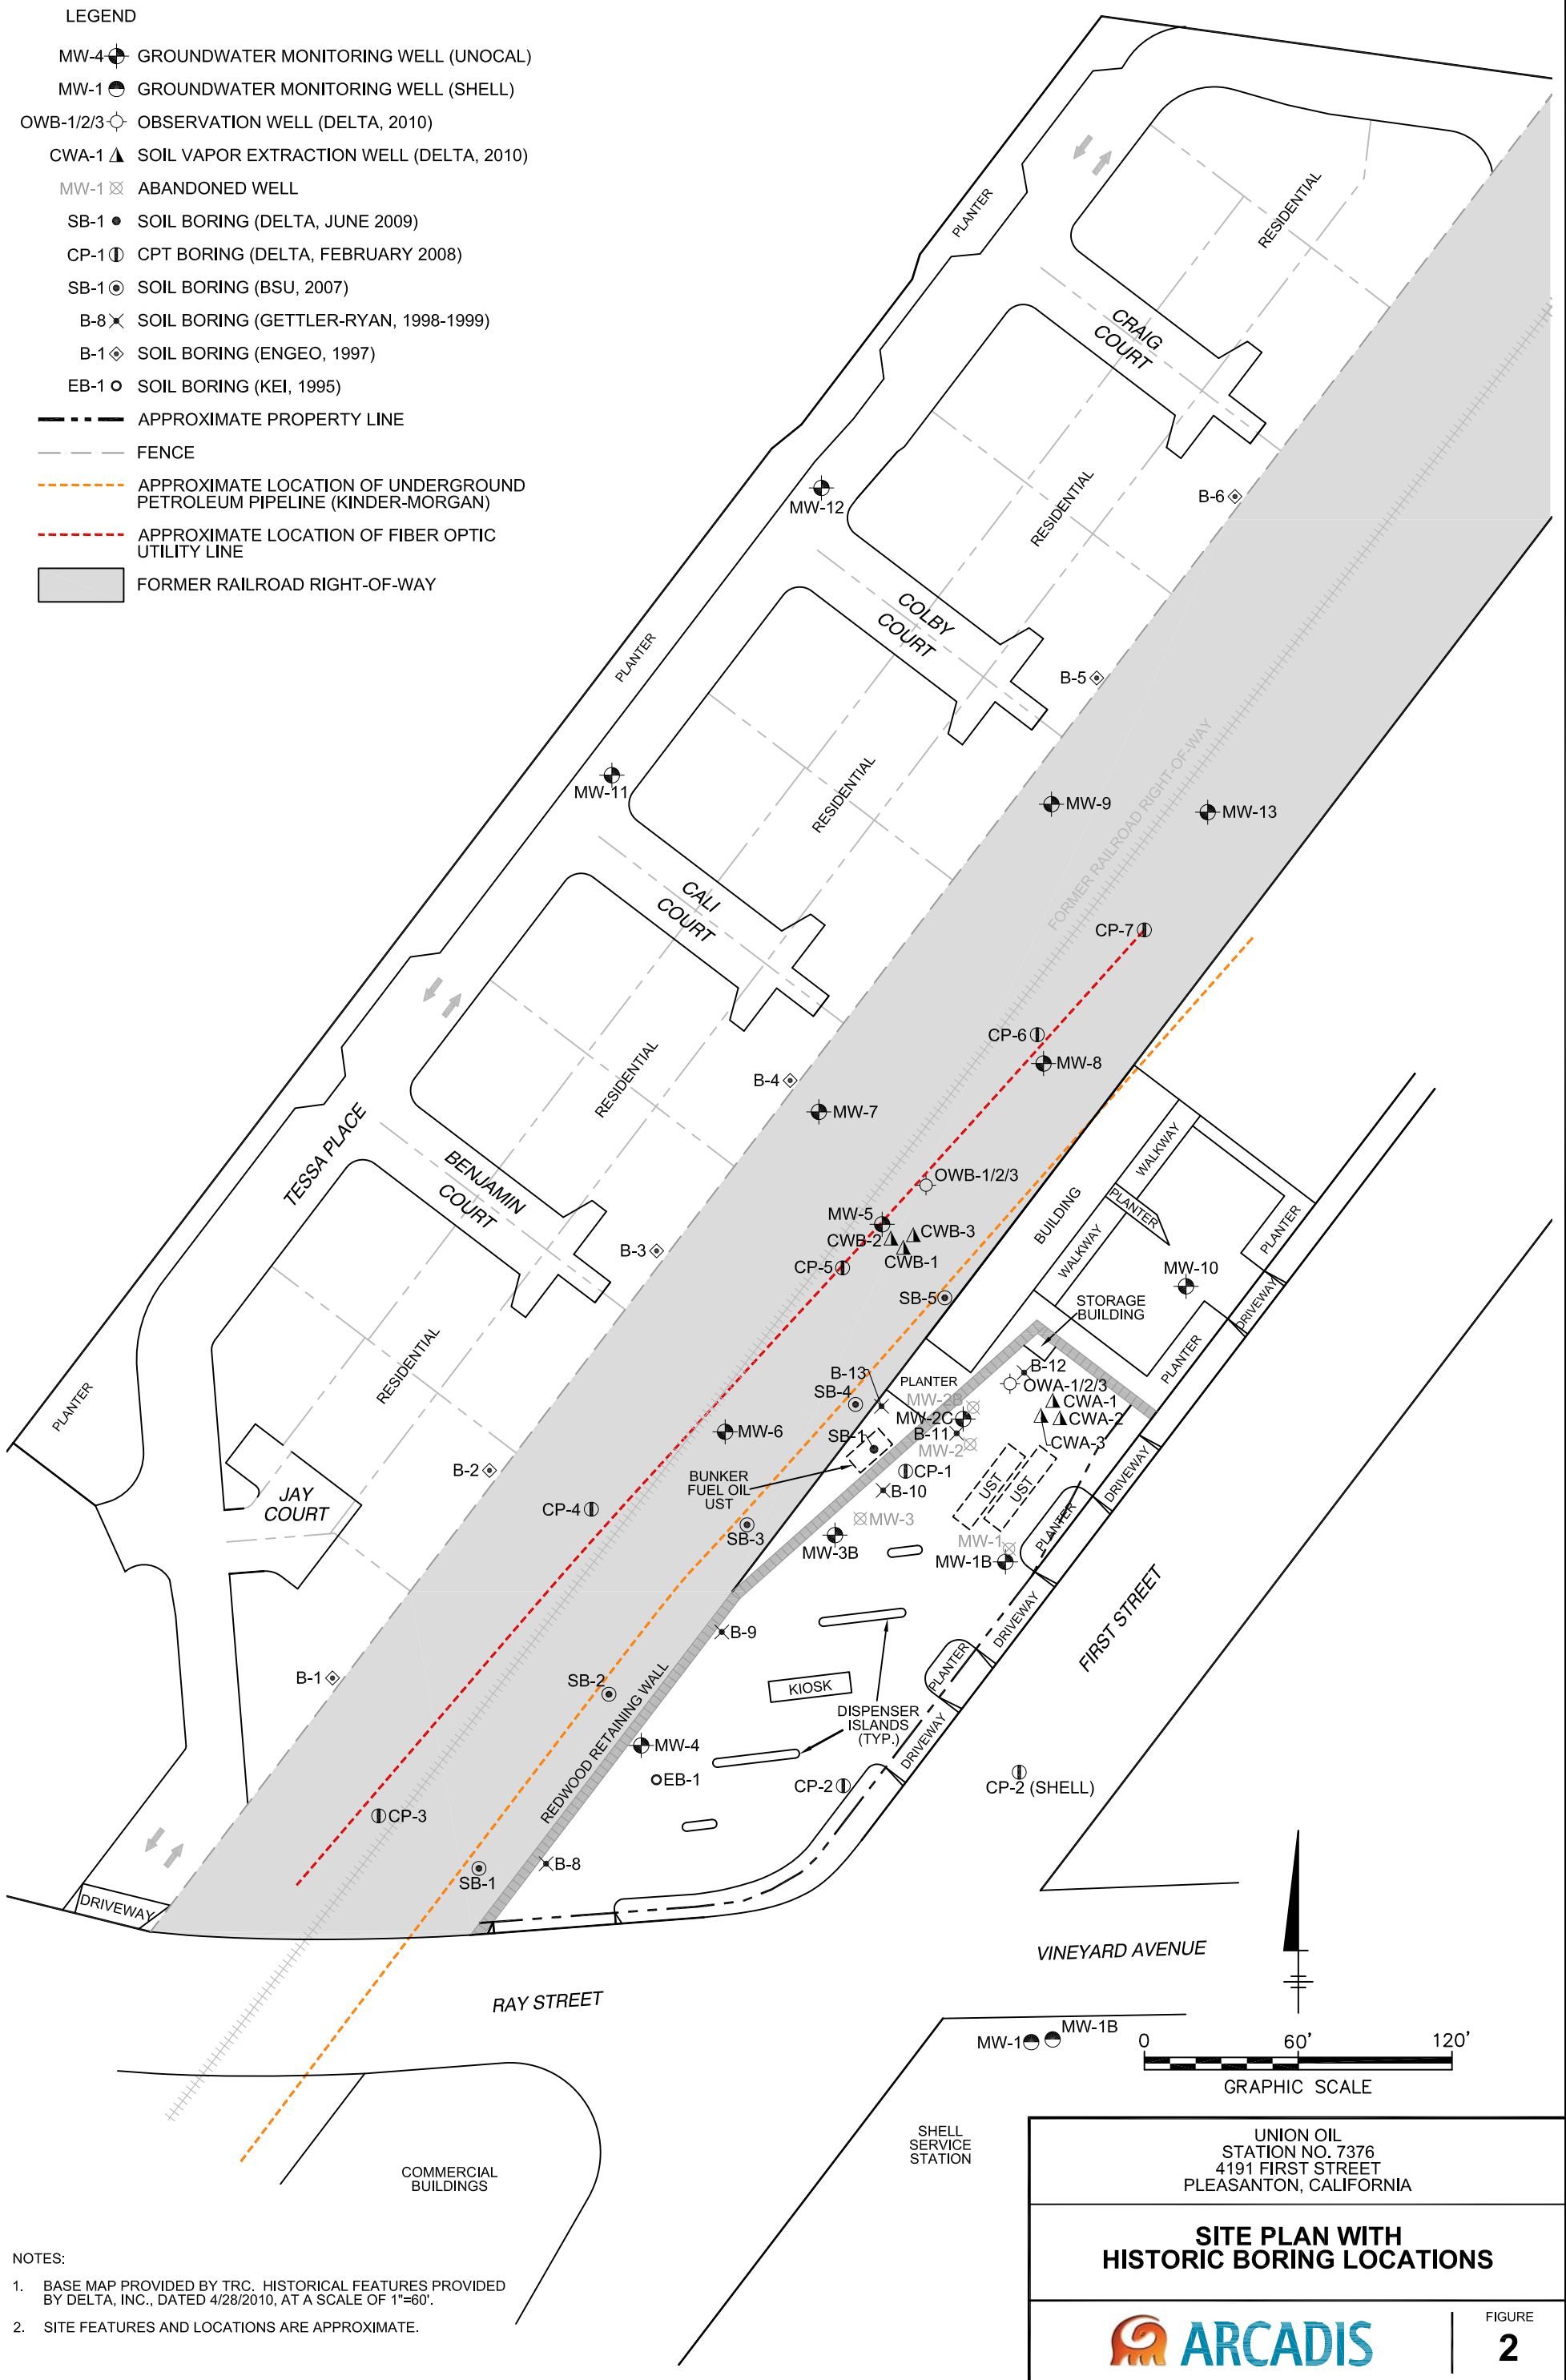 LEGEND
MW-4 GROUNDWATER MONITORING WELL (UNOCAL)
MW-1 GROUNDWATER MONITORING WELL (SHELL)
OWB-1/2/3 OBSERVATION WELL (DELTA, 2010)
CWA-1 SOIL VAPOR EXTRACTION WELL (DELTA, 2010)
MW-1 ABANDONED WELL
SB-1 SOIL BORING (DELTA, JUNE 2009)
CP-1 CPT BORING (DELTA, FEBRUARY 2008)
SB-1 SOIL BORING (BSU, 2007)
B-8 SOIL BORING (GETTLER-RYAN, 1998-1999)
B-1 SOIL BORING (ENGEO, 1997)
EB-1 SOIL BORING (KEI, 1995)
APPROXIMATE PROPERTY LINE
FENCE
APPROXIMATE LOCATION OF UNDERGROUND
PETROLEUM PIPELINE (KINDER-MORGAN)
APPROXIMATE LOCATION OF FIBER OPTIC
UTILITY LINE
FORMER RAILROAD RIGHT-OF-WAY
PLANTER
RESIDENTIAL
CRAIG
COURT
MW-12
RESIDENTIAL
B-6
COLBY
COURT
PLANTER
B-5
MW-11
RESIDENTIAL
MW-9
MW-13
FORMER RAILROAD RIGHT-OF-WAY
CALI
COURT
CP-7
CP-6
MW-8
RESIDENTIAL
B-4
MW-7
TESSA PLACE
BENJAMIN
COURT
WALKWAY
OWB-1/2/3
BUILDING
PLANTER
PLANTER
MW-5
CWB-2
CWB-3
CWB-1
WALKWAY
B-3
CP-5
MW-10
SB-5
STORAGE
BUILDING
DRIVEWAY
RESIDENTIAL
PLANTER
B-13
PLANTER
B-12
OWA-1/2/3
PLANTER
SB-4
MW-2B
CWA-1
MW-2C
CWA-2
MW-6
SB-1
B-11
MW-2
CWA-3
B-2
BUNKER
FUEL OIL
UST
CP-1
UST
UST
DRIVEWAY
B-10
JAY
COURT
CP-4
MW-3
PLANTER
SB-3
MW-3B
MW-1
MW-1B
FIRST STREET
DRIVEWAY
B-9
PLANTER
B-1
SB-2
KIOSK
REDWOOD RETAINING WALL
DISPENSER
ISLANDS
(TYP.)
DRIVEWAY
MW-4
EB-1
CP-2
CP-2 (SHELL)
CP-3
B-8
SB-1
DRIVEWAY
VINEYARD AVENUE
RAY STREET
MW-1
MW-1B
0 60' 120'
GRAPHIC SCALE
SHELL
SERVICE
STATION
COMMERCIAL
BUILDINGS
UNION OIL
STATION NO. 7376
4191 FIRST STREET
PLEASANTON, CALIFORNIA
SITE PLAN WITH
HISTORIC BORING LOCATIONS
NOTES:
1. BASE MAP PROVIDED BY TRC. HISTORICAL FEATURES PROVIDED
BY DELTA, INC., DATED 4/28/2010, AT A SCALE OF 1"=60'.
2. SITE FEATURES AND LOCATIONS ARE APPROXIMATE.
ARCADIS
FIGURE
2